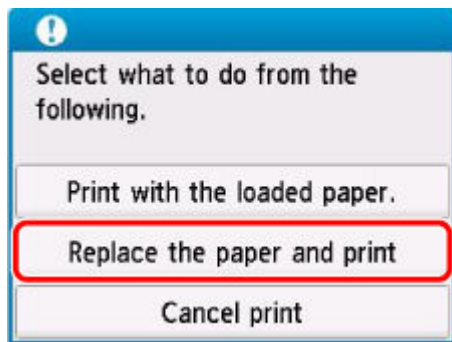 Select what to do from the
following.
Print with the loaded paper.
Replace the paper and print
Cancel print